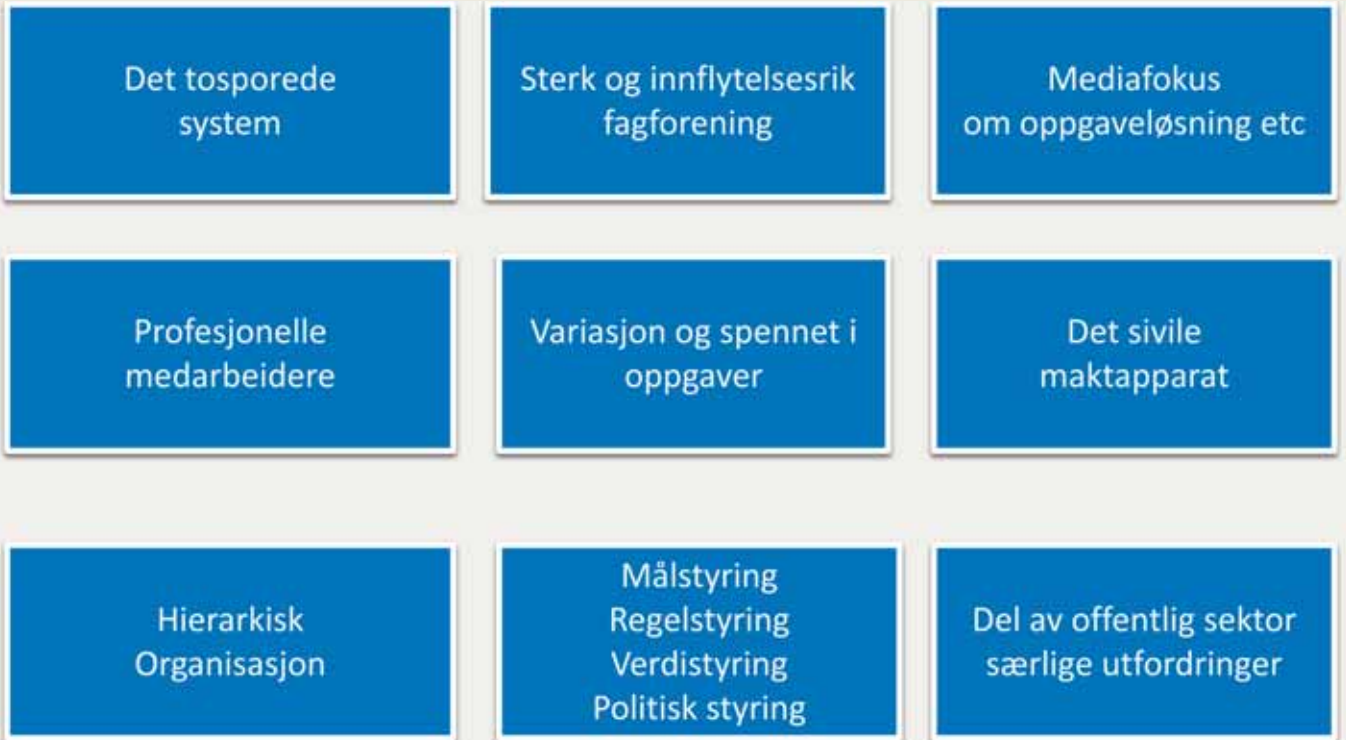 Det tosporede
system
Sterk og innflytelsesrik
fagforening
Mediafokus
om oppgaveløsning etc
Profesjonelle
medarbeidere
Variasjon og spennet i
oppgaver
Det sivile
maktapparat
Hierarkisk
Organisasjon
Målstyring
Regelstyring
Verdistyring
Politisk styring
Del av offentlig sektor
særlige utfordringer